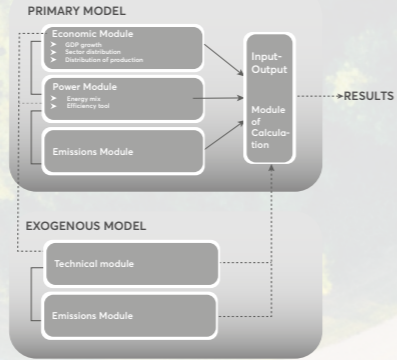 PRIMARY MODEL
Economic Module
➤ GDP growth
➤ Sector distribution
➤ Distribution of production
Power Module
➤ Energy mix
➤ Efficiency tool
Emissions Module
Input-
Output
Module
of
Calcula-
tion
RESULTS
EXOGENOUS MODEL
Technical module
Emissions Module